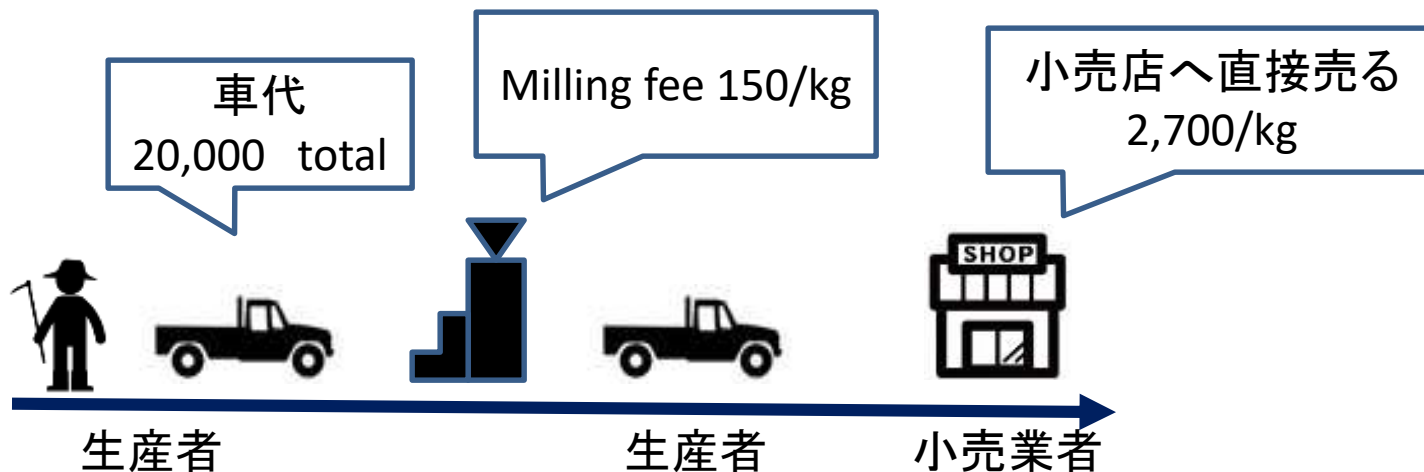 車代
20,000 total
Milling fee 150/kg
小売店へ直接売る
2,700/kg
SHOP
生産者
生産者
小売業者